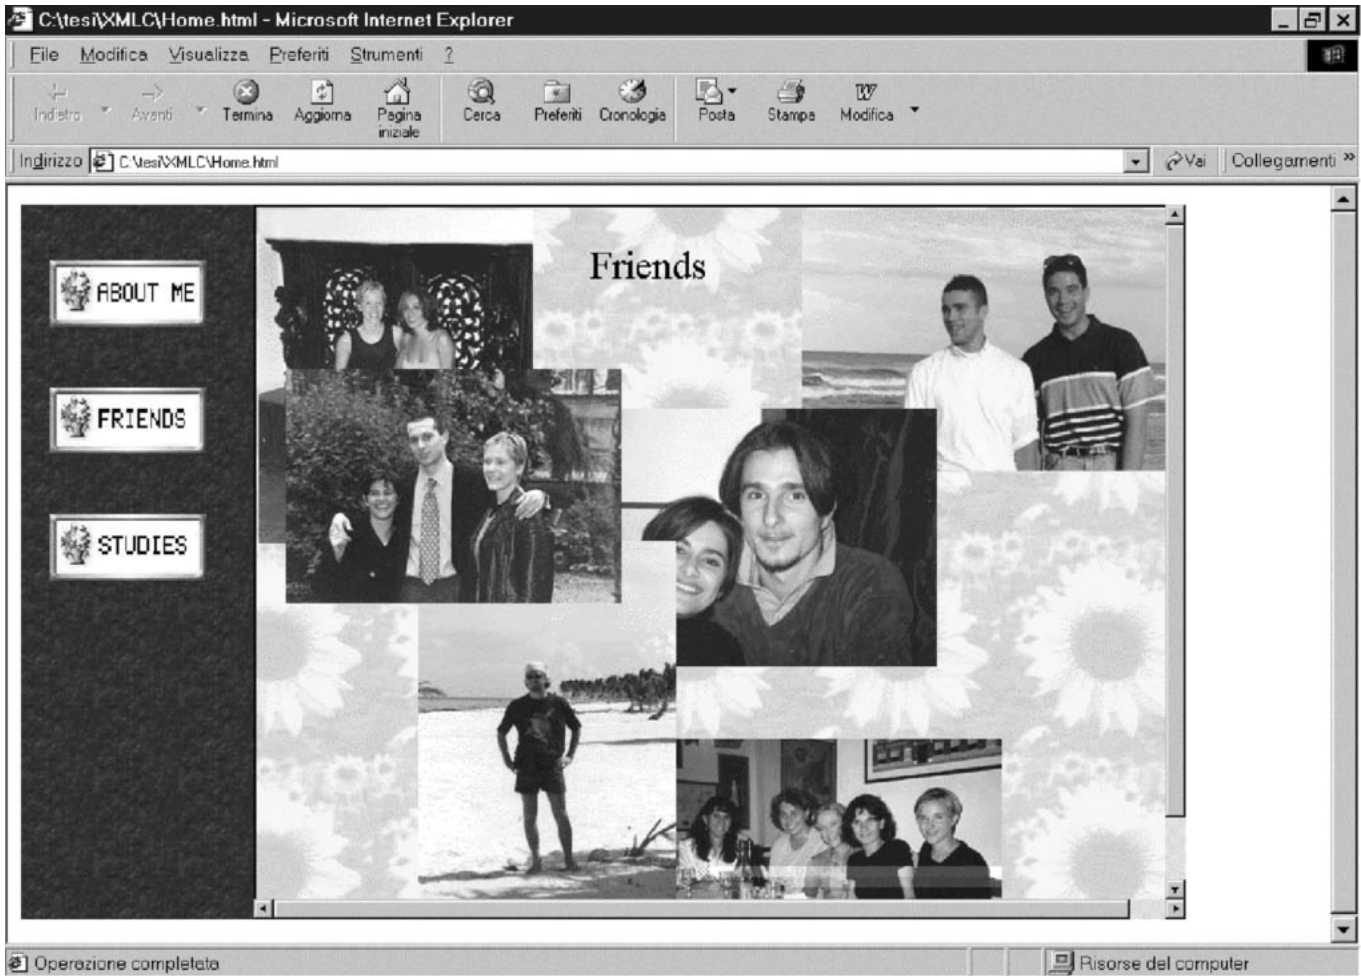 C:\tesi\XMLC\Home.html - Microsoft Internet Explorer
File Modifica Visualizza Preferiti Strumenti ?
Indietro Avanti Termina Aggiorna Pagina iniziale Cerca Preferiti Cronologia Posta Stampa Modifica
Indirizzo C:\tesi\XMLC\Home.html Vai Collegamenti »
Friends
ABOUT ME
FRIENDS
STUDIES
Operazione completata Risorse del computer